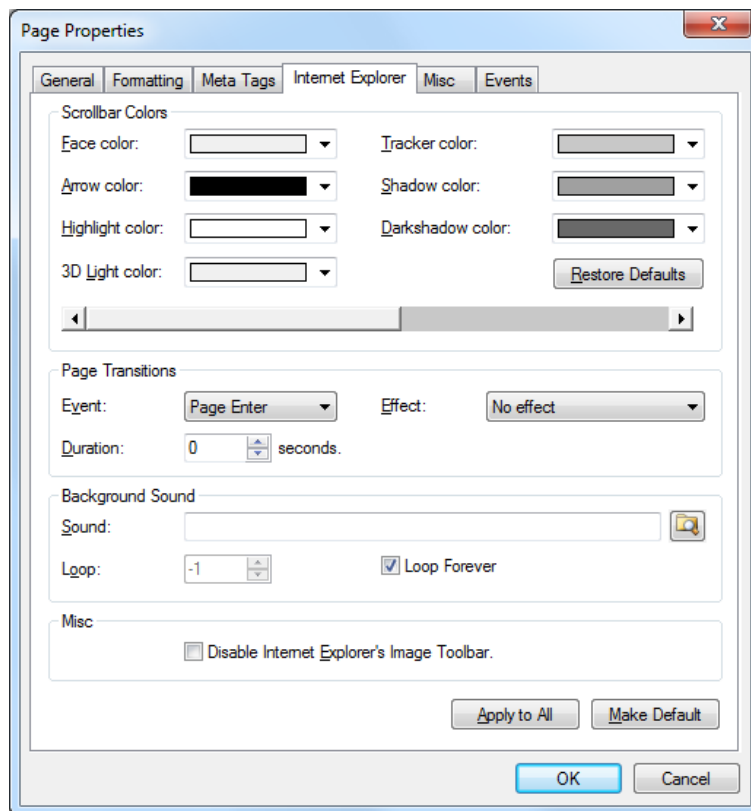 Page Properties
General Formatting Meta Tags Internet Explorer Misc Events
Scrollbar Colors
Face color: Tracker color:
Arrow color: Shadow color:
Highlight color: Darkshadow color:
3D Light color: Restore Defaults
Page Transitions
Event: Page Enter Effect: No effect
Duration: 0 seconds.
Background Sound
Sound:
Loop: -1 Loop Forever
Misc
Disable Internet Explorer's Image Toolbar.
Apply to All Make Default
OK Cancel